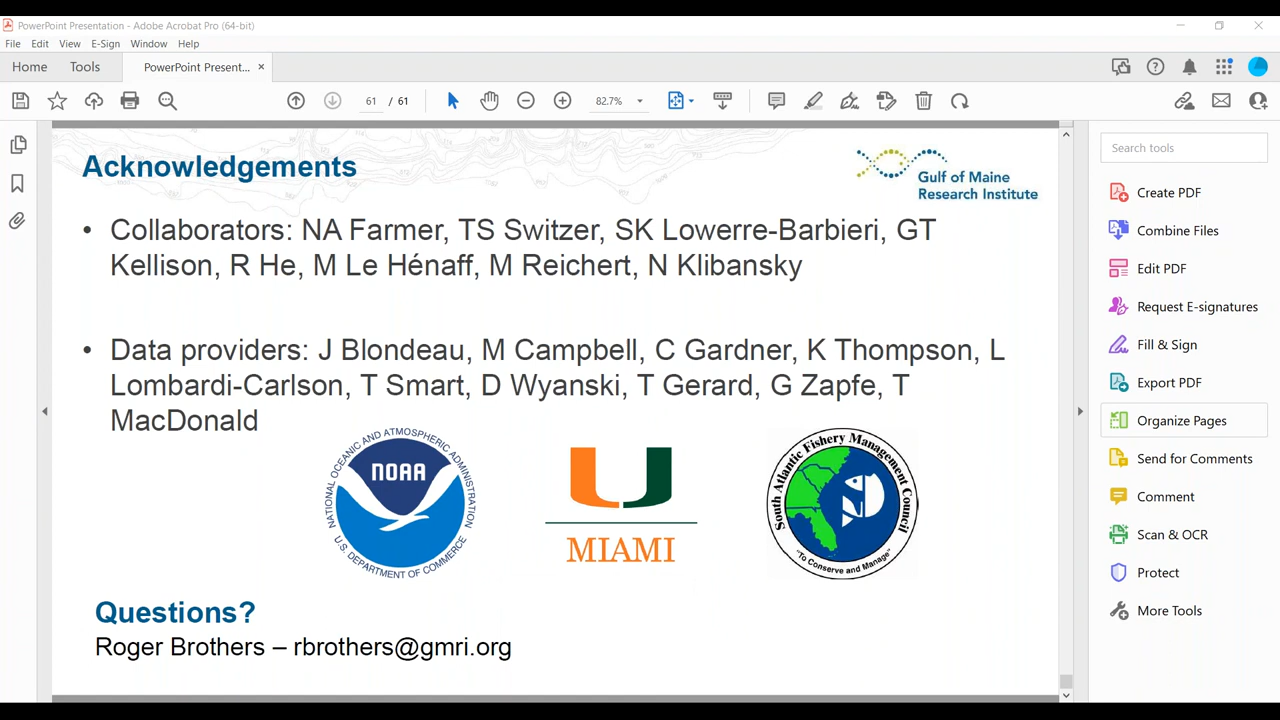 PowerPoint Presentation - Adobe Acrobat Pro (64-bit)
File Edit View E-Sign Window Help
Home Tools PowerPoint Present... ×
61 / 61 82.7%
Acknowledgements
Gulf of Maine
Research Institute
• Collaborators: NA Farmer, TS Switzer, SK Lowerre-Barbieri, GT
Kellison, R He, M Le Hénaff, M Reichert, N Klibansky
• Data providers: J Blondeau, M Campbell, C Gardner, K Thompson, L
Lombardi-Carlson, T Smart, D Wyanski, T Gerard, G Zapfe, T
MacDonald
NATIONAL OCEANIC AND ATMOSPHERIC ADMINISTRATION
NOAA
U.S. DEPARTMENT OF COMMERCE
U
MIAMI
South Atlantic Fishery Management Council
"To Conserve and Manage"
Questions?
Roger Brothers – rbrothers@gmri.org
Search tools
Create PDF
Combine Files
Edit PDF
Request E-signatures
Fill & Sign
Export PDF
Organize Pages
Send for Comments
Comment
Scan & OCR
Protect
More Tools